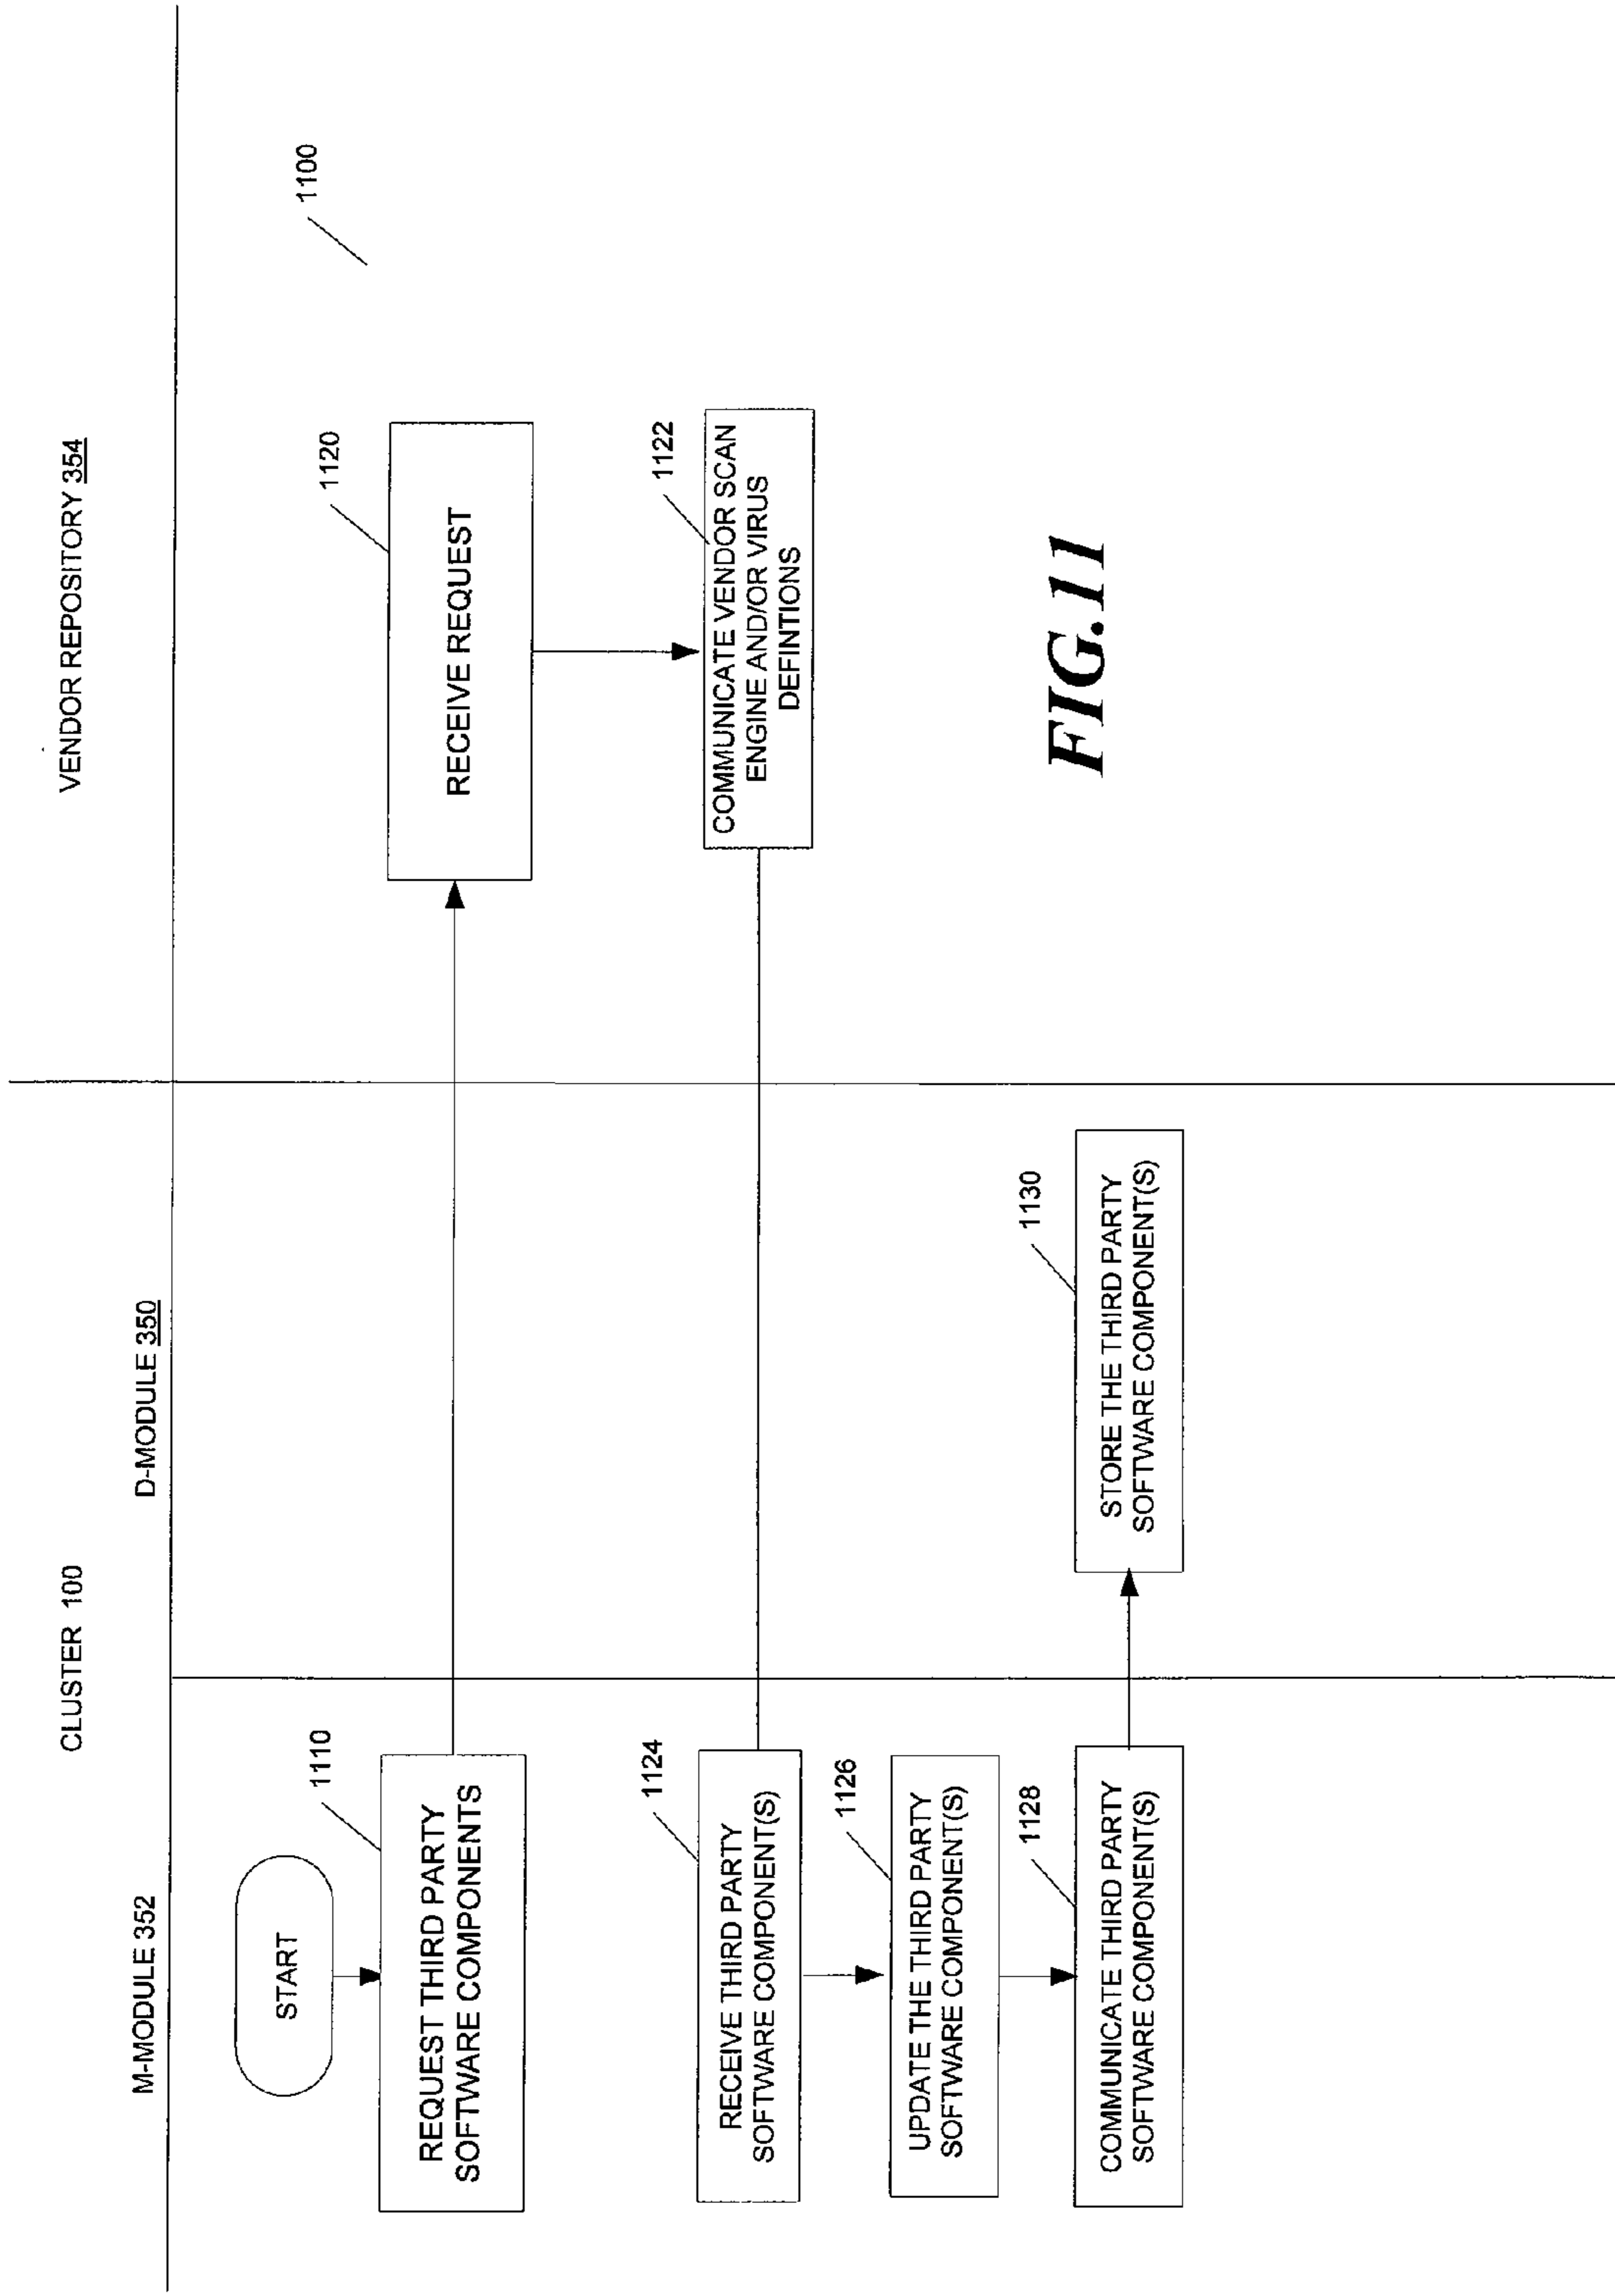 CLUSTER 100
VENDOR REPOSITORY 354
M-MODULE 352
D-MODULE 350
START
1100
1110
REQUEST THIRD PARTY
SOFTWARE COMPONENTS
1120
RECEIVE REQUEST
1122
COMMUNICATE VENDOR SCAN
ENGINE AND/OR VIRUS
DEFINTIONS
1124
RECEIVE THIRD PARTY
SOFTWARE COMPONENT(S)
1126
UPDATE THE THIRD PARTY
SOFTWARE COMPONENT(S)
1128
COMMUNICATE THIRD PARTY
SOFTWARE COMPONENT(S)
1130
STORE THE THIRD PARTY
SOFTWARE COMPONENT(S)
FIG.11